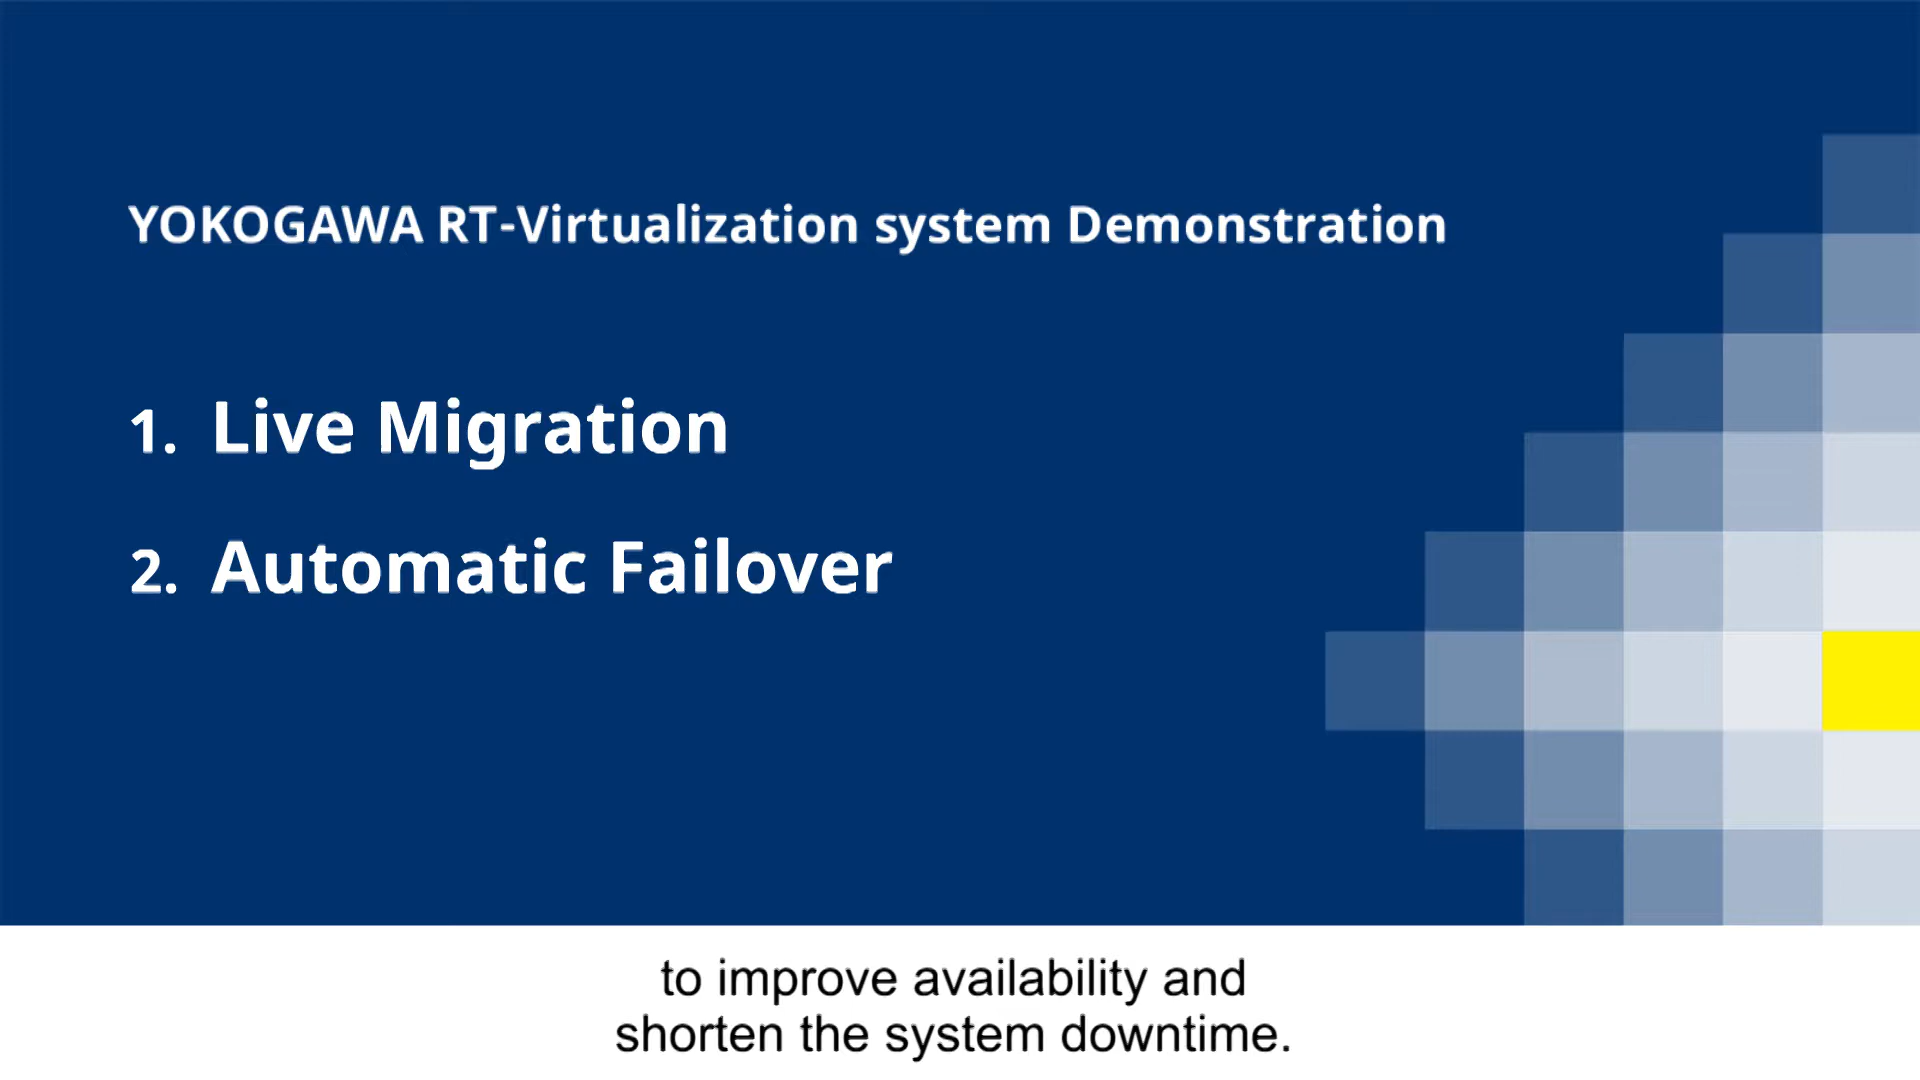 YOKOGAWA RT-Virtualization system Demonstration
1. Live Migration
2. Automatic Failover
to improve availability and
shorten the system downtime.